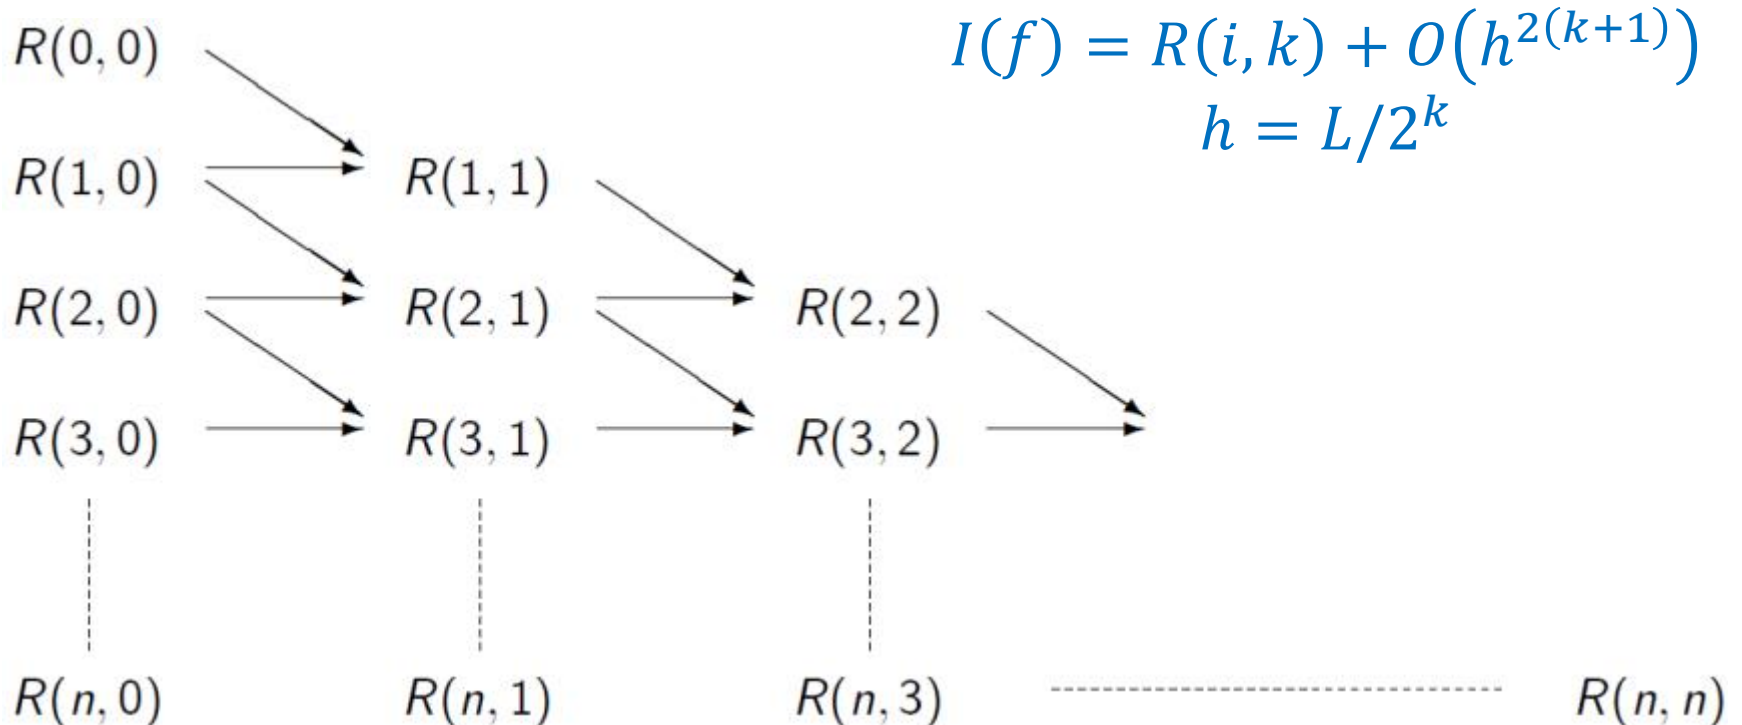 R(0, 0)
I(f) = R(i, k) + O(h^{2(k+1)})
h = L/2^k
R(1, 0) R(1, 1)
R(2, 0) R(2, 1) R(2, 2)
R(3, 0) R(3, 1) R(3, 2)
R(n, 0) R(n, 1) R(n, 3) R(n, n)